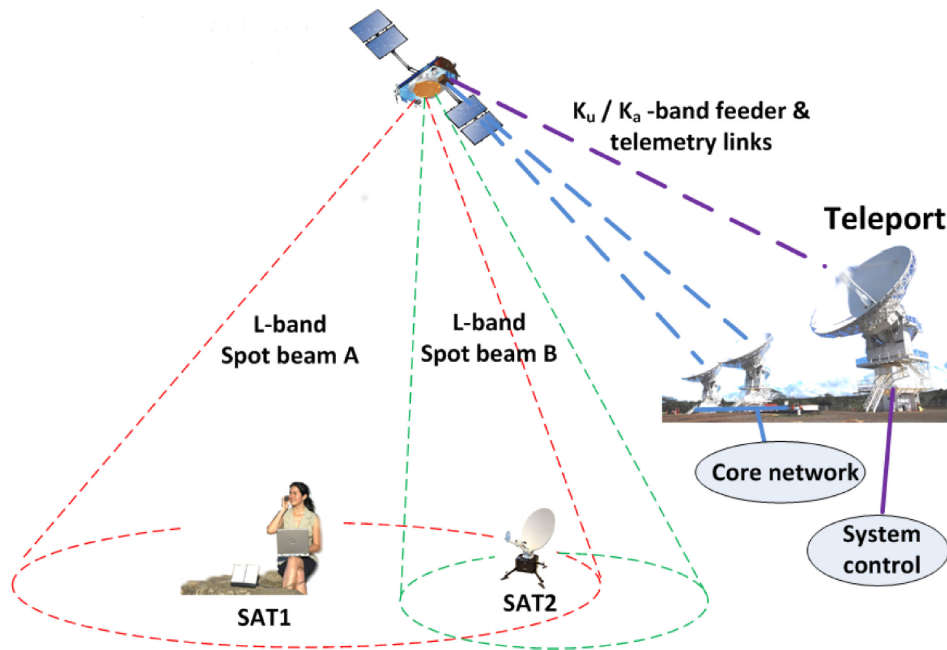 Kᵤ / Kₐ -band feeder &
telemetry links
Teleport
L-band
Spot beam A
L-band
Spot beam B
Core network
System
control
SAT1
SAT2